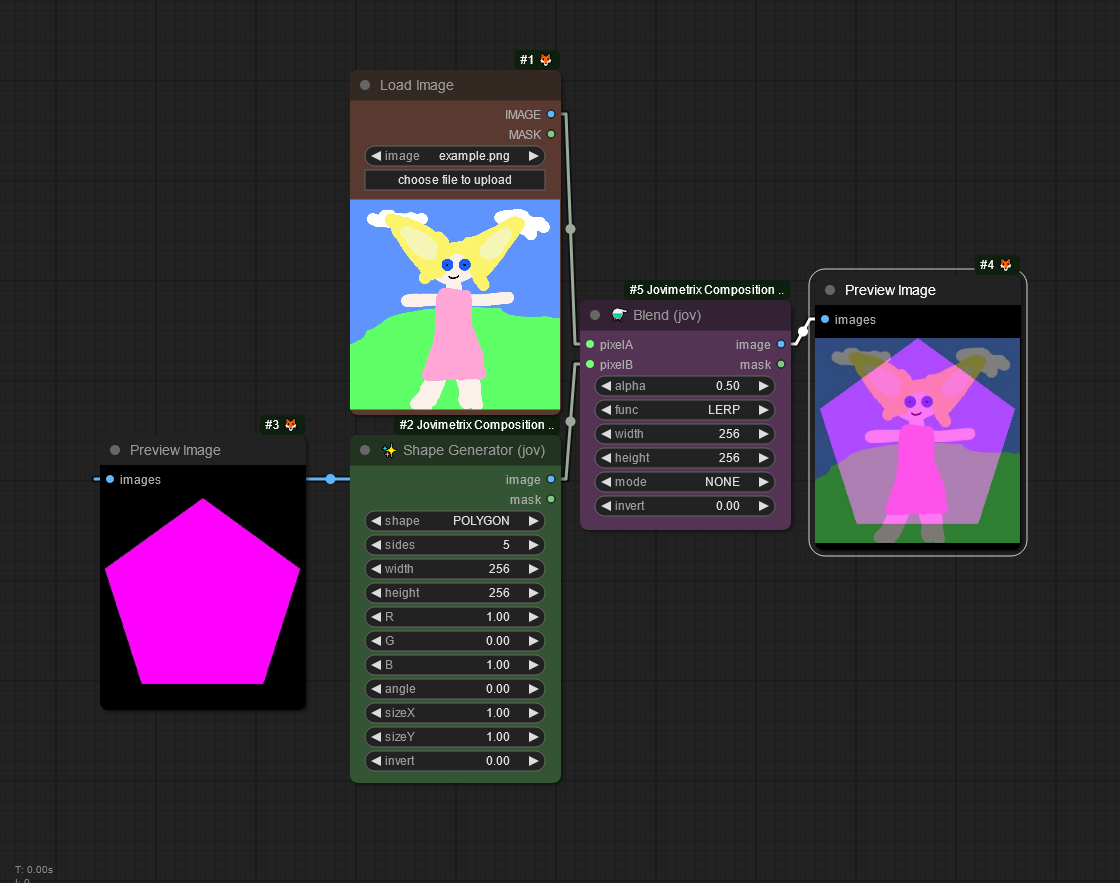 #1
Load Image
IMAGE
MASK
image example.png
choose file to upload
#3
Preview Image
images
#2 Jovimetrix Composition ..
Shape Generator (jov)
image
mask
shape POLYGON
sides 5
width 256
height 256
R 1.00
G 0.00
B 1.00
angle 0.00
sizeX 1.00
sizeY 1.00
invert 0.00
#5 Jovimetrix Composition ..
Blend (jov)
pixelA image
pixelB mask
alpha 0.50
func LERP
width 256
height 256
mode NONE
invert 0.00
#4
Preview Image
images
T: 0.00s